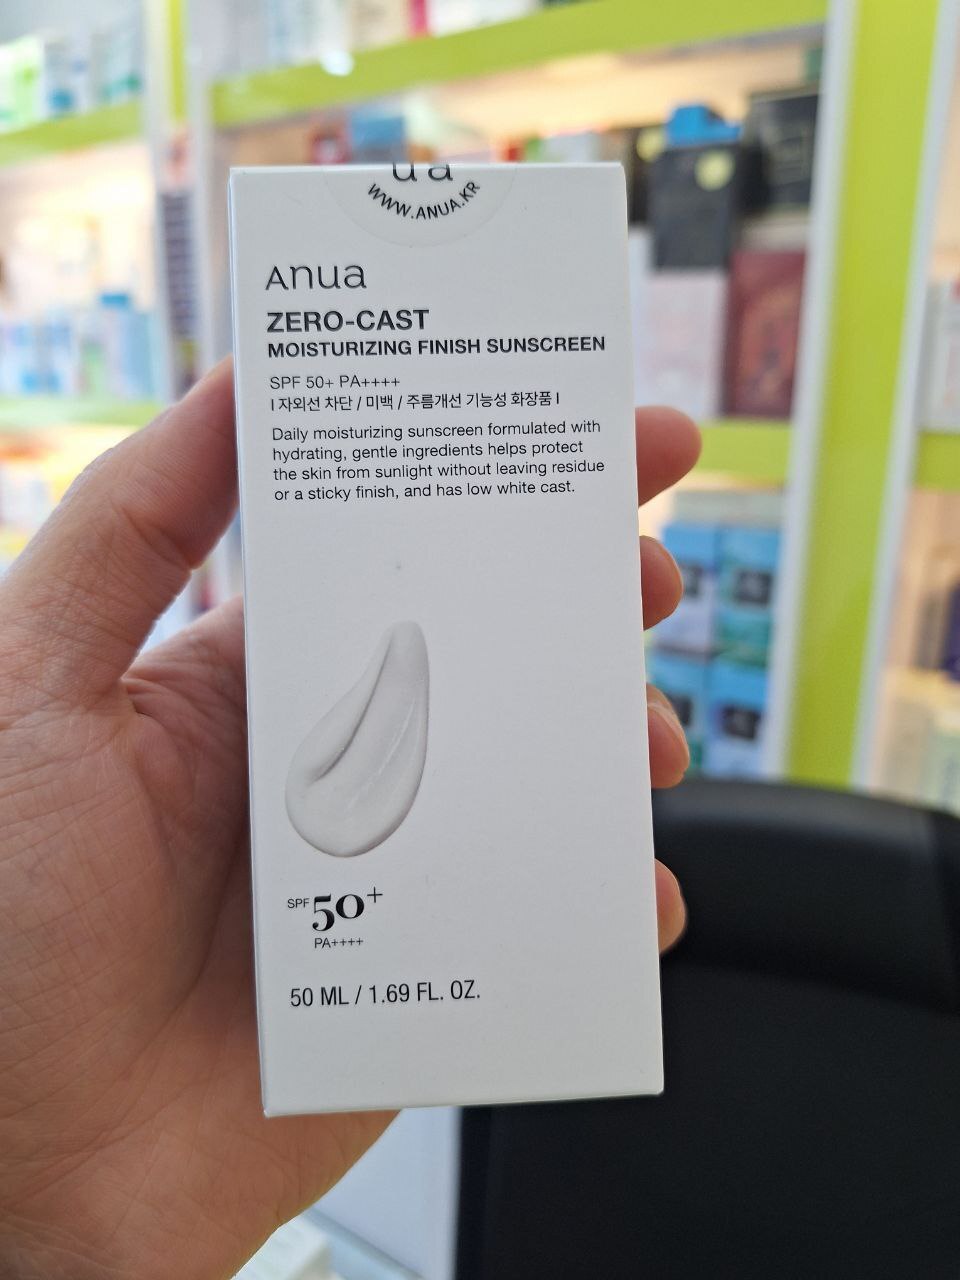 ua
WWW.ANUA.KR
Anua
ZERO-CAST
MOISTURIZING FINISH SUNSCREEN
SPF 50+ PA++++
I 자외선 차단 / 미백 / 주름개선 기능성 화장품 I
Daily moisturizing sunscreen formulated with
hydrating, gentle ingredients helps protect
the skin from sunlight without leaving residue
or a sticky finish, and has low white cast.
SPF 50+
PA++++
50 ML / 1.69 FL. OZ.